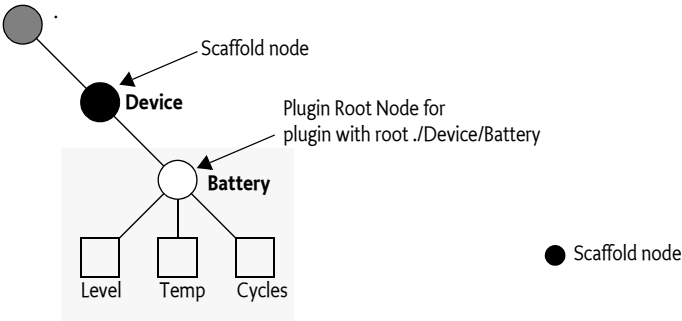 .
Scaffold node
Device
Plugin Root Node for
plugin with root ./Device/Battery
Battery
Scaffold node
Level Temp Cycles